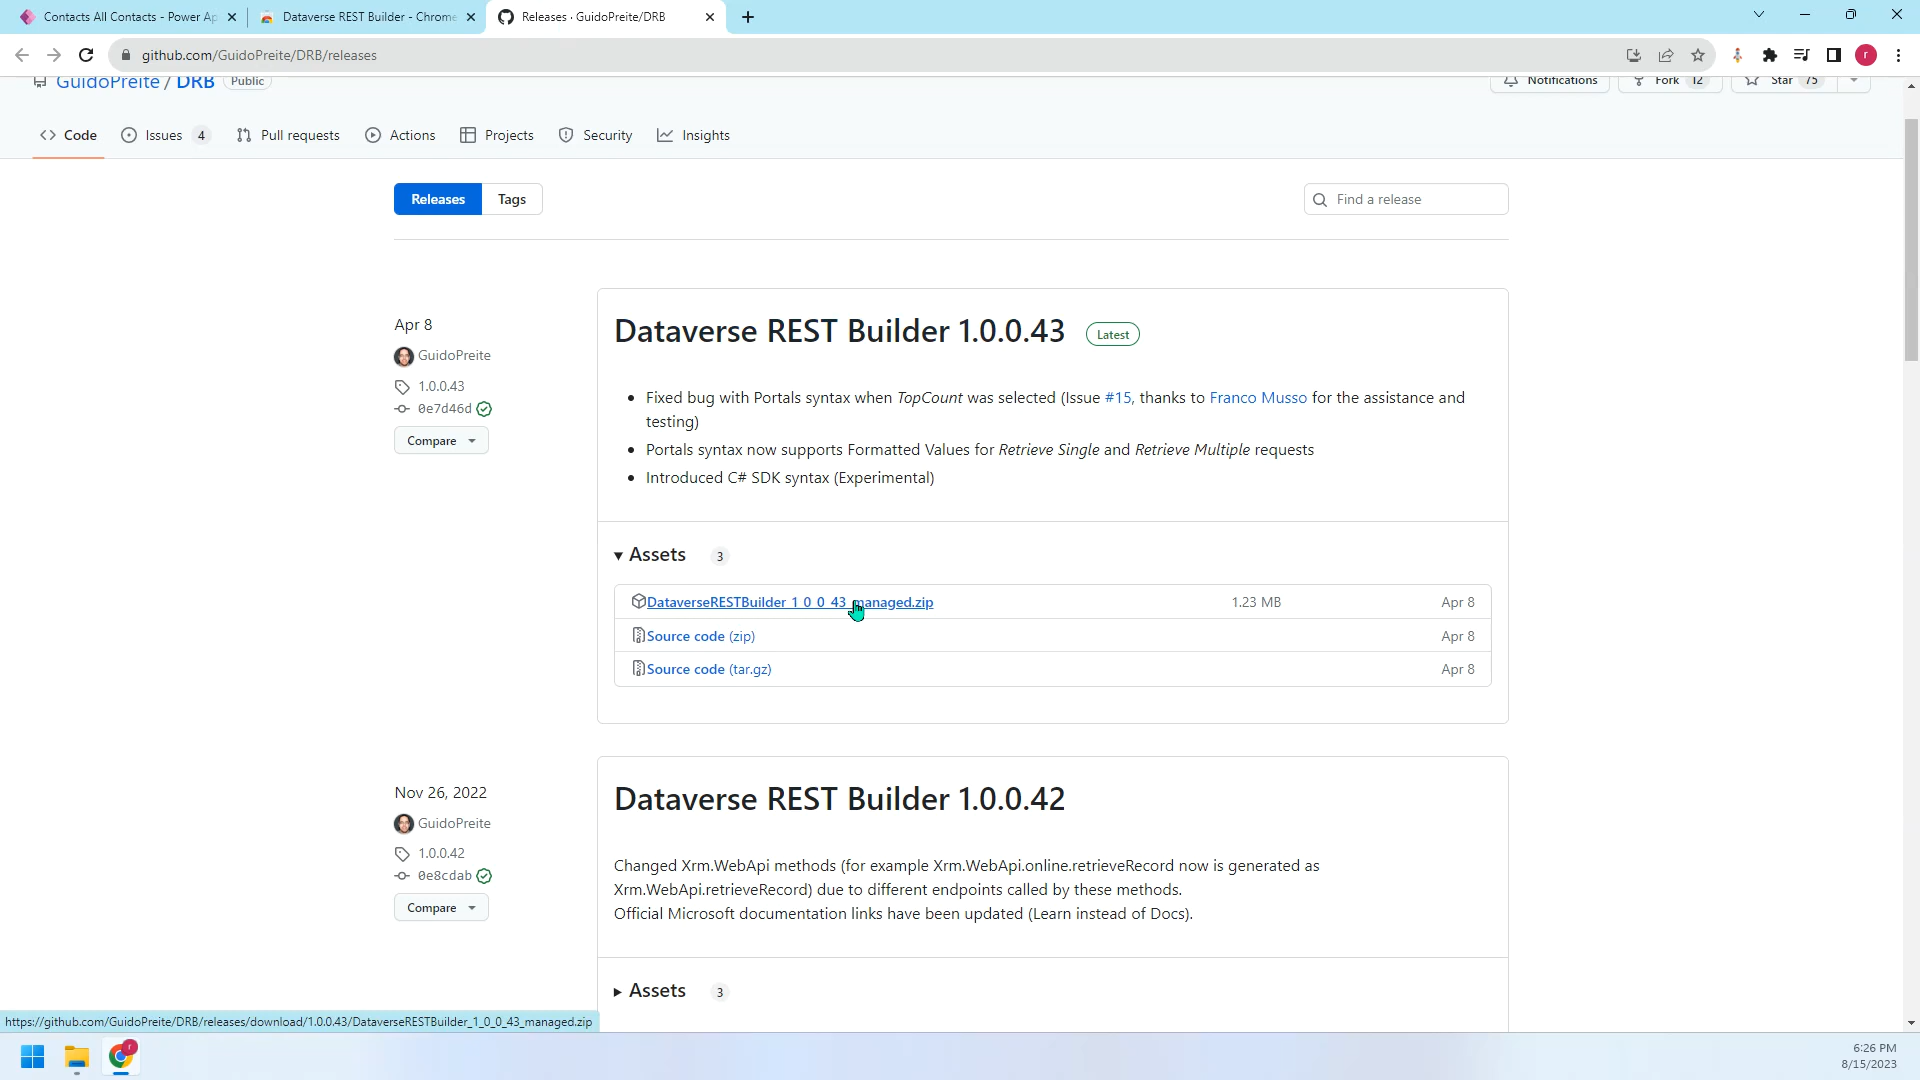 Contacts All Contacts - Power Ap
Dataverse REST Builder - Chrome
Releases · GuidoPreite/DRB
github.com/GuidoPreite/DRB/releases
r
GuidoPreite / DRB Public
Notifications
Fork 12
Star 75
Code
Issues 4
Pull requests
Actions
Projects
Security
Insights
Releases
Tags
Find a release
Apr 8
GuidoPreite
1.0.0.43
0e7d46d
Compare
Dataverse REST Builder 1.0.0.43 Latest
• Fixed bug with Portals syntax when TopCount was selected (Issue #15, thanks to Franco Musso for the assistance and
testing)
• Portals syntax now supports Formatted Values for Retrieve Single and Retrieve Multiple requests
• Introduced C# SDK syntax (Experimental)
Assets 3
DataverseRESTBuilder_1_0_0_43_managed.zip 1.23 MB Apr 8
Source code (zip) Apr 8
Source code (tar.gz) Apr 8
Nov 26, 2022
GuidoPreite
1.0.0.42
0e8cdab
Compare
Dataverse REST Builder 1.0.0.42
Changed Xrm.WebApi methods (for example Xrm.WebApi.online.retrieveRecord now is generated as
Xrm.WebApi.retrieveRecord) due to different endpoints called by these methods.
Official Microsoft documentation links have been updated (Learn instead of Docs).
Assets 3
https://github.com/GuidoPreite/DRB/releases/download/1.0.0.43/DataverseRESTBuilder_1_0_0_43_managed.zip
r
6:26 PM
8/15/2023